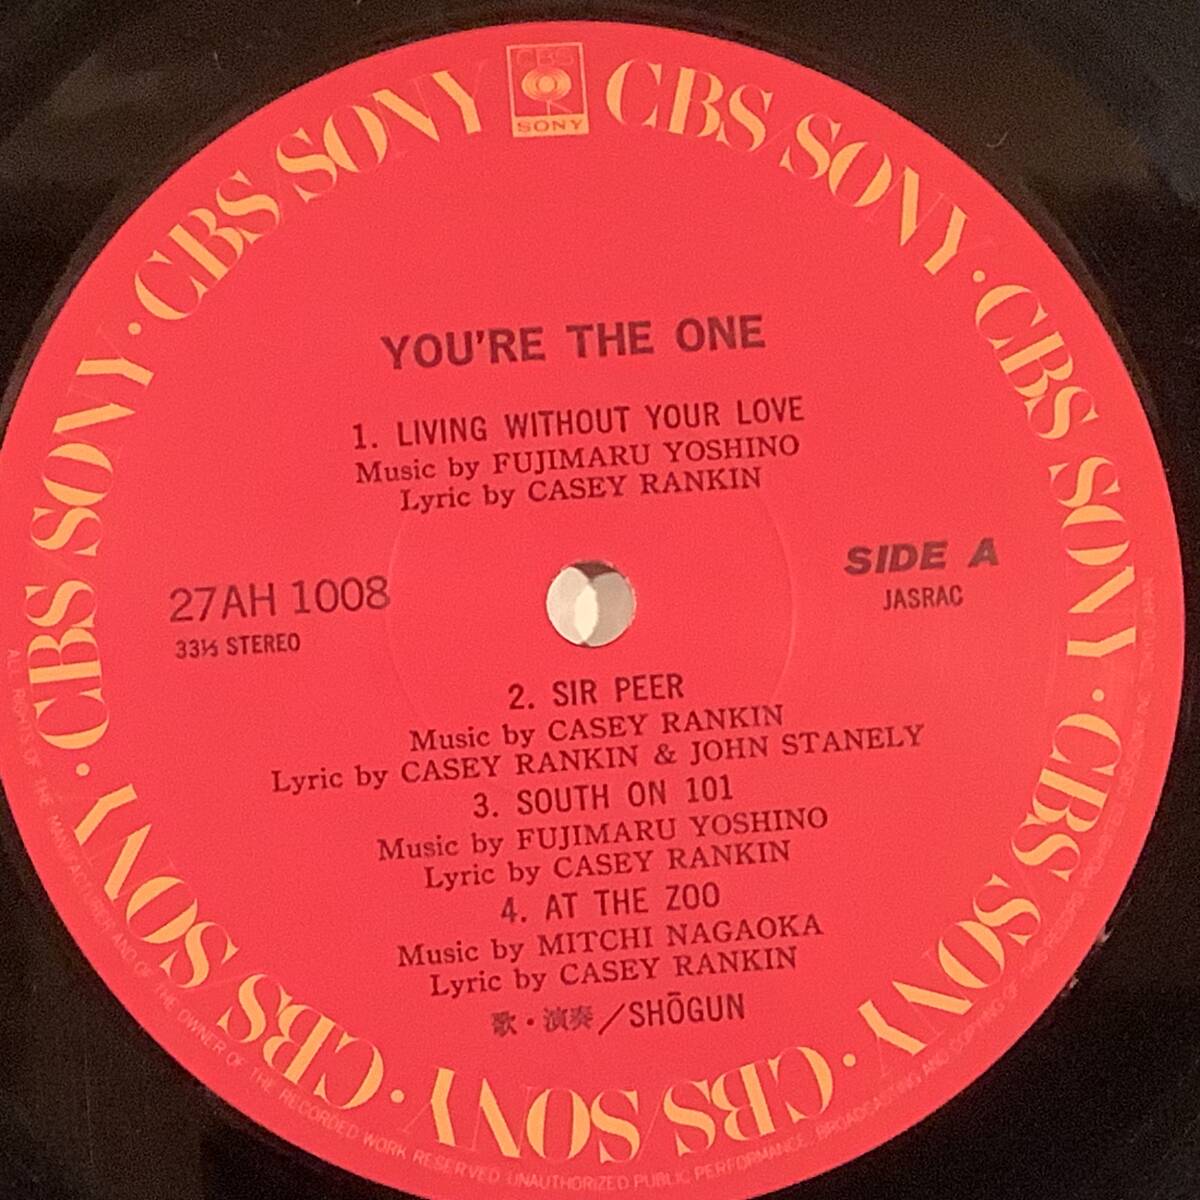 CBS
SONY
CBS/SONY · CBS/SONY · CBS/SONY · CBS/SONY · CBS/SONY · CBS/SONY · CBS/SONY
YOU'RE THE ONE
1. LIVING WITHOUT YOUR LOVE
Music by FUJIMARU YOSHINO
Lyric by CASEY RANKIN
27AH 1008
33⅓ STEREO
SIDE A
JASRAC
2. SIR PEER
Music by CASEY RANKIN
Lyric by CASEY RANKIN & JOHN STANELY
3. SOUTH ON 101
Music by FUJIMARU YOSHINO
Lyric by CASEY RANKIN
4. AT THE ZOO
Music by MITCHI NAGAOKA
Lyric by CASEY RANKIN
歌・演奏/SHŌGUN
ALL RIGHTS OF THE MANUFACTURER AND OF THE OWNER OF THE RECORDED WORK RESERVED UNAUTHORIZED PUBLIC PERFORMANCE, BROADCASTING AND COPYING OF THIS RECORD PROHIBITED